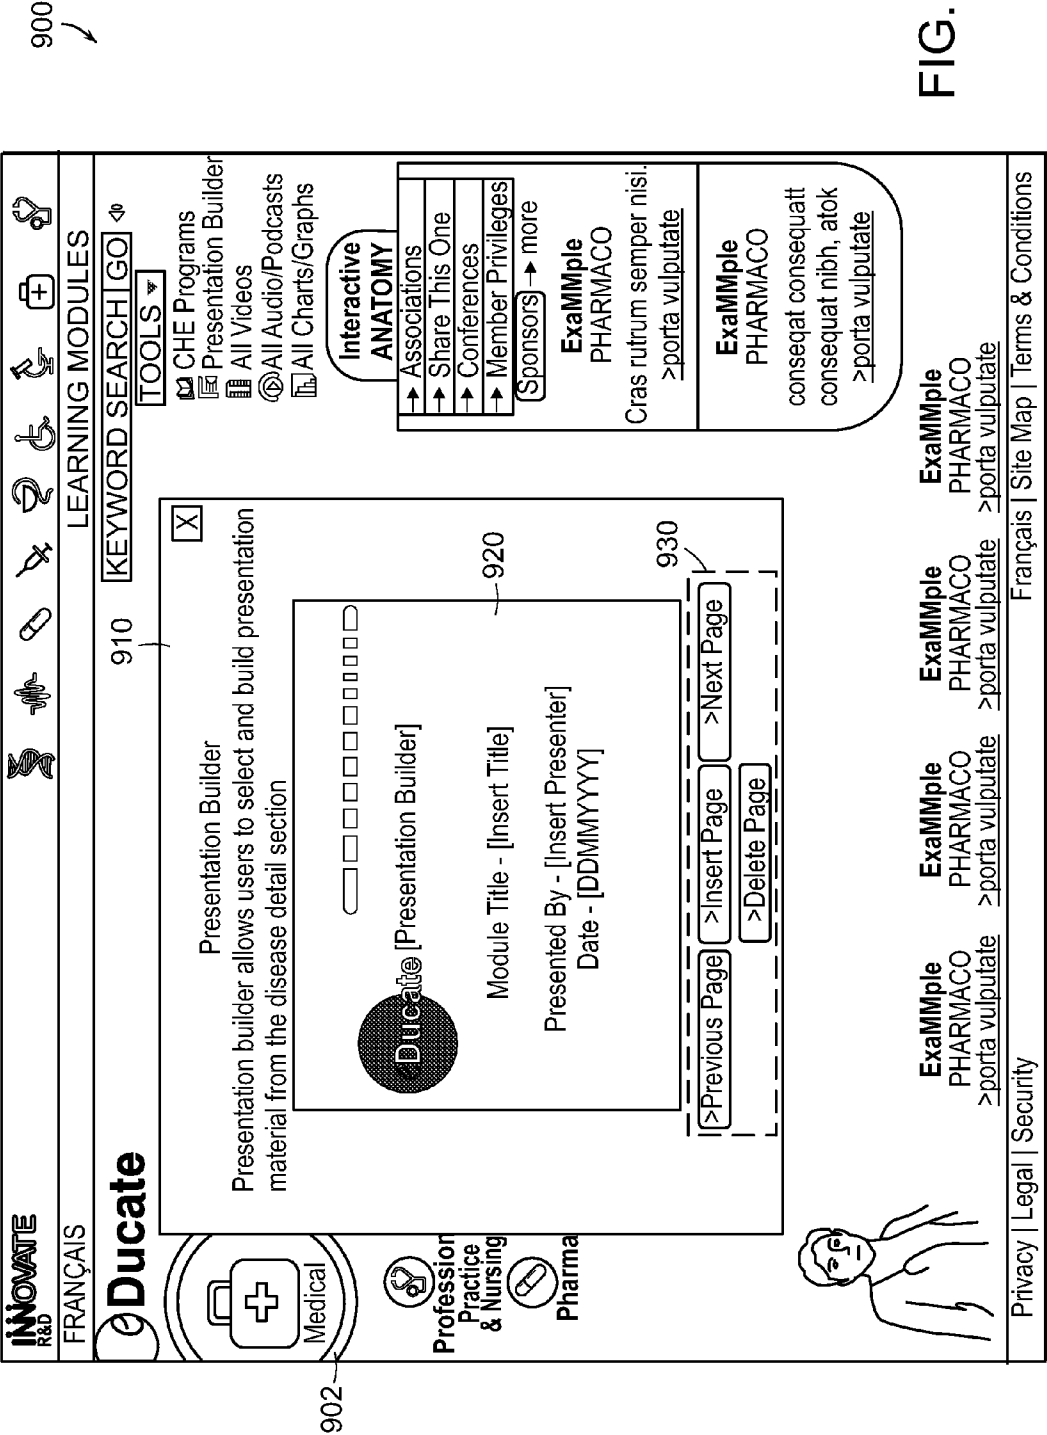 900
INNOVATE
R&D
FRANÇAIS
LEARNING MODULES
eDucate
KEYWORD SEARCH GO
TOOLS
CHE Programs
Presentation Builder
All Videos
All Audio/Podcasts
All Charts/Graphs
910
X
Presentation Builder
Presentation builder allows users to select and build presentation
material from the disease detail section
eDucate [Presentation Builder]
Module Title - [Insert Title]
Presented By - [Insert Presenter]
Date - [DDMMYYYY]
920
930
>Previous Page
>Insert Page
>Next Page
>Delete Page
902
Medical
Profession
Practice
& Nursing
Pharma
Interactive
ANATOMY
Associations
Share This One
Conferences
Member Privileges
Sponsors
more
ExaMMple
PHARMACO
Cras rutrum semper nisi.
>porta vulputate
ExaMMple
PHARMACO
conseqat consequatt
consequat nibh, atok
>porta vulputate
ExaMMple
PHARMACO
>porta vulputate
ExaMMple
PHARMACO
>porta vulputate
ExaMMple
PHARMACO
>porta vulputate
ExaMMple
PHARMACO
>porta vulputate
Privacy | Legal | Security
Français | Site Map | Terms & Conditions
FIG.